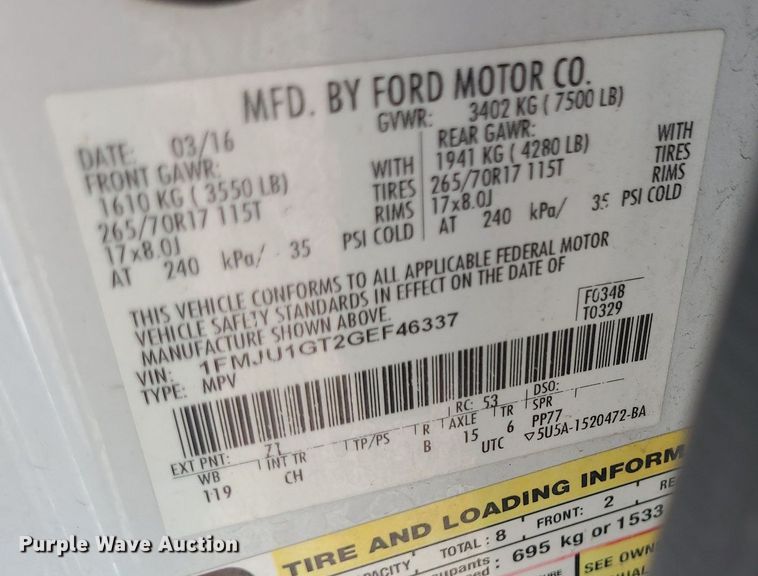 MFD. BY FORD MOTOR CO.
DATE: 03/16 GVWR: 3402 KG ( 7500 LB)
FRONT GAWR: REAR GAWR:
1610 KG ( 3550 LB) WITH 1941 KG ( 4280 LB) WITH
265/70R17 115T TIRES 265/70R17 115T TIRES
17x8.0J RIMS 17x8.0J RIMS
AT 240 kPa/ 35 PSI COLD AT 240 kPa/ 35 PSI COLD
THIS VEHICLE CONFORMS TO ALL APPLICABLE FEDERAL MOTOR
VEHICLE SAFETY STANDARDS IN EFFECT ON THE DATE OF
MANUFACTURE SHOWN ABOVE.
VIN: 1FMJU1GT2GEF46337 F0348
TYPE: MPV T0329
EXT PNT: Z1 RC: 53 DSO:
WB INT TR TP/PS R AXLE TR SPR
119 CH B 15 6 PP77
UTC ▽5U5A-1520472-BA
TIRE AND LOADING INFORM
TOTAL: 8 FRONT: 2
695 kg or 1533
SEE OWN
Purple Wave Auction